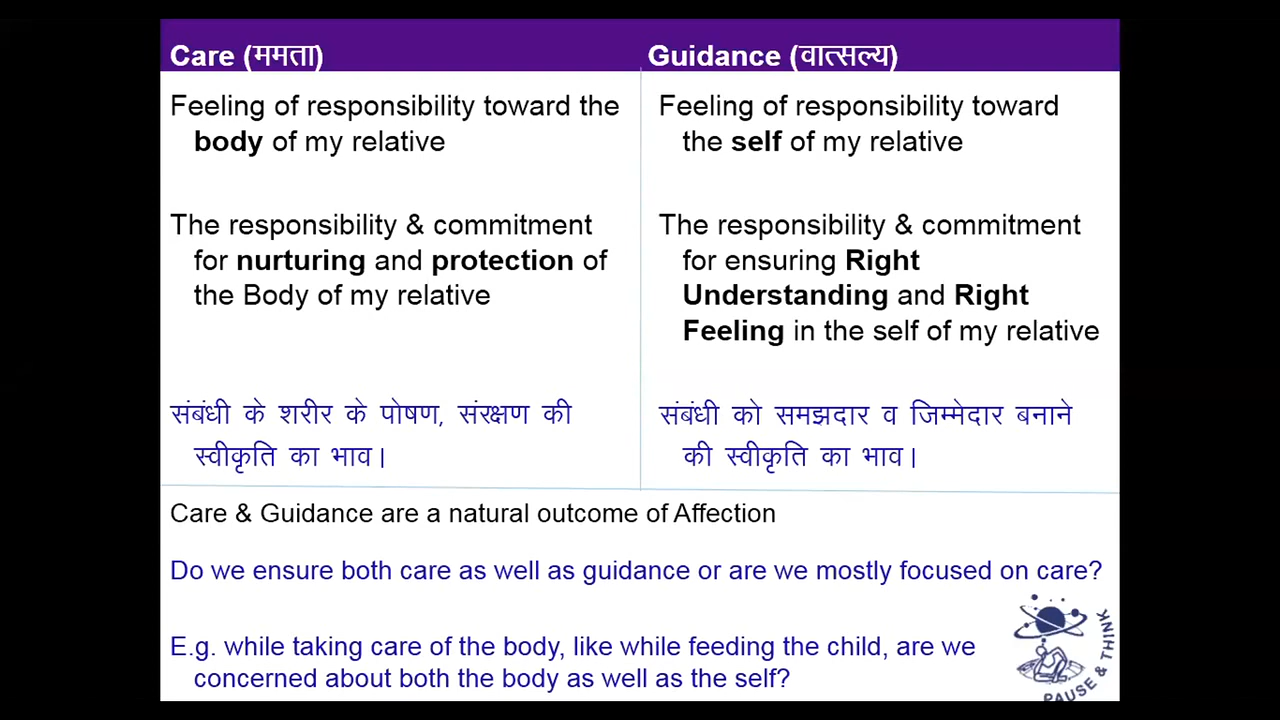 Care (ममता)
Feeling of responsibility toward the
body of my relative
The responsibility & commitment
for nurturing and protection of
the Body of my relative
संबंधी के शरीर के पोषण, संरक्षण की
स्वीकृति का भाव।
Guidance (वात्सल्य)
Feeling of responsibility toward
the self of my relative
The responsibility & commitment
for ensuring Right
Understanding and Right
Feeling in the self of my relative
संबंधी को समझदार व जिम्मेदार बनाने
की स्वीकृति का भाव।
Care & Guidance are a natural outcome of Affection
Do we ensure both care as well as guidance or are we mostly focused on care?
E.g. while taking care of the body, like while feeding the child, are we
concerned about both the body as well as the self?
PAUSE & THINK